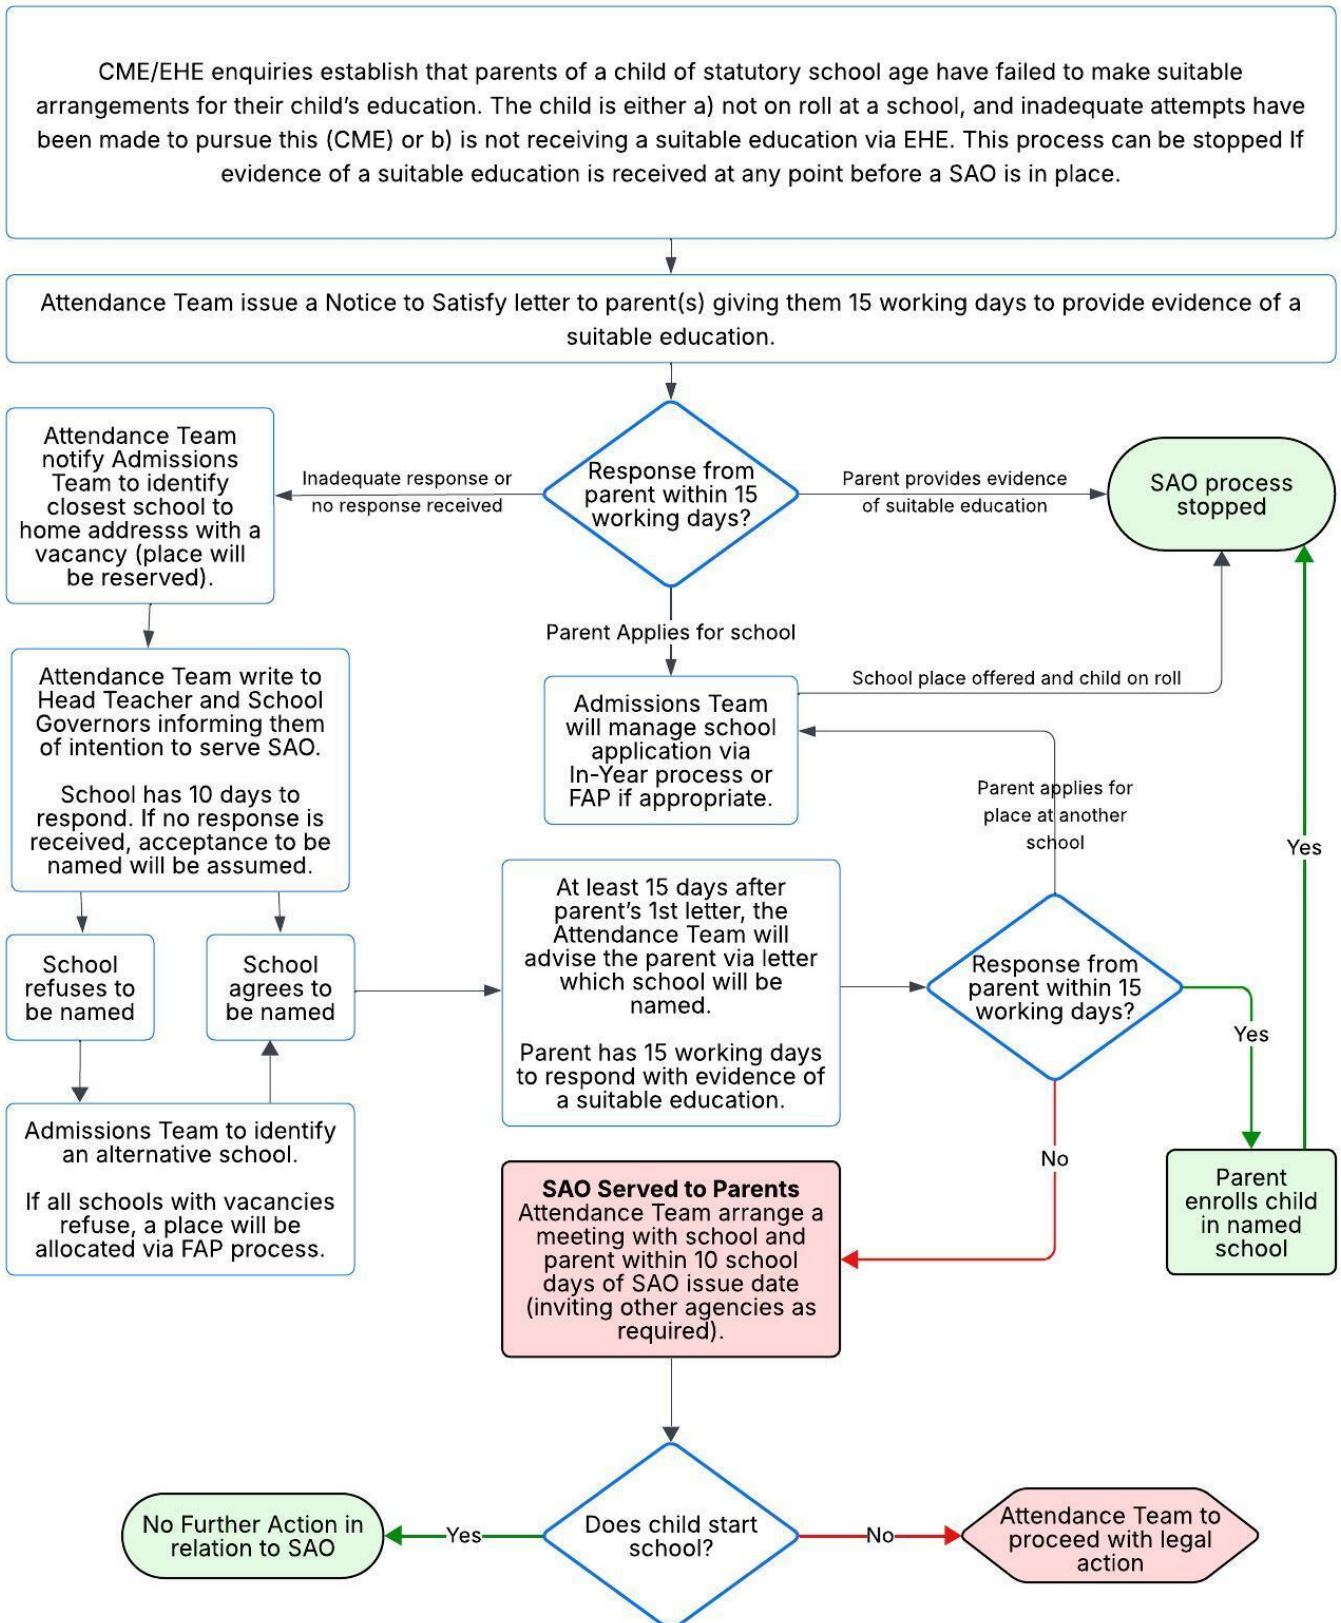 CME/EHE enquiries establish that parents of a child of statutory school age have failed to make suitable
arrangements for their child's education. The child is either a) not on roll at a school, and inadequate attempts have
been made to pursue this (CME) or b) is not receiving a suitable education via EHE. This process can be stopped If
evidence of a suitable education is received at any point before a SAO is in place.
Attendance Team issue a Notice to Satisfy letter to parent(s) giving them 15 working days to provide evidence of a
suitable education.
Response from
parent within 15
working days?
Inadequate response or
no response received
Parent provides evidence
of suitable education
SAO process
stopped
Attendance Team
notify Admissions
Team to identify
closest school to
home addresss with a
vacancy (place will
be reserved).
Parent Applies for school
Admissions Team
will manage school
application via
In-Year process or
FAP if appropriate.
School place offered and child on roll
Attendance Team write to
Head Teacher and School
Governors informing them
of intention to serve SAO.
School has 10 days to
respond. If no response is
received, acceptance to be
named will be assumed.
School
refuses to
be named
School
agrees to
be named
Admissions Team to identify
an alternative school.
If all schools with vacancies
refuse, a place will be
allocated via FAP process.
At least 15 days after
parent's 1st letter, the
Attendance Team will
advise the parent via letter
which school will be
named.
Parent has 15 working days
to respond with evidence of
a suitable education.
Response from
parent within 15
working days?
Parent applies for
place at another
school
Yes
Yes
No
Parent
enrolls child
in named
school
SAO Served to Parents
Attendance Team arrange a
meeting with school and
parent within 10 school
days of SAO issue date
(inviting other agencies as
required).
Does child start
school?
Yes
No
No Further Action in
relation to SAO
Attendance Team to
proceed with legal
action